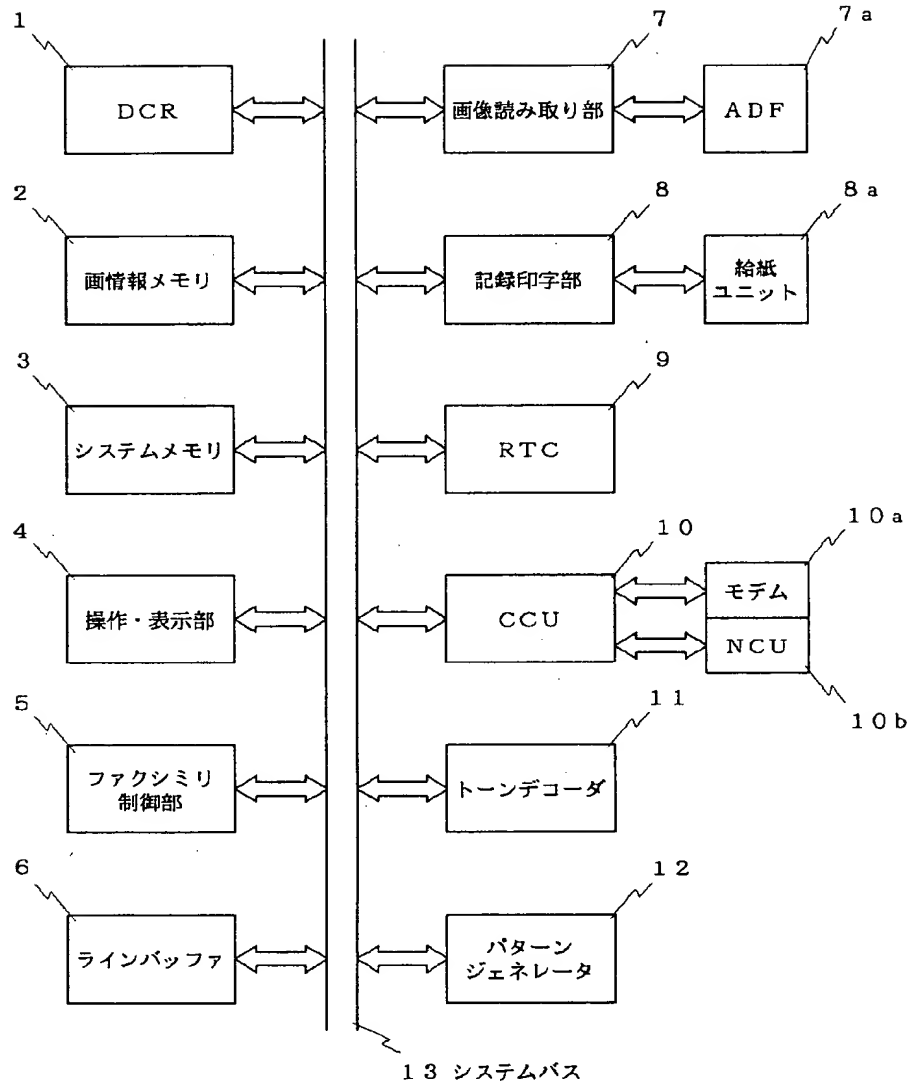 1
DCR
2
画情報メモリ
3
システムメモリ
4
操作・表示部
5
ファクシミリ
制御部
6
ラインバッファ
7
画像読み取り部
7a
ADF
8
記録印字部
8a
給紙
ユニット
9
RTC
10
CCU
10a
モデム
NCU
10b
11
トーンデコーダ
12
パターン
ジェネレータ
13 システムバス